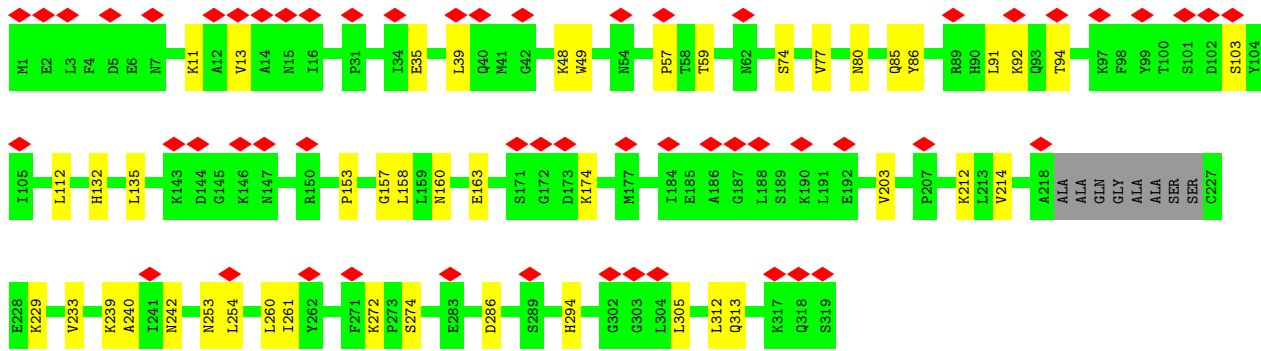 M1 E2 L3 F4 D5 E6 N7 K11 A12 V13 A14 N15 I16 P31 I34 E35 L39 Q40 M41 G42 K48 W49 N54 P57 T58 T59 N62 S74 V77 N80 Q85 Y86 R89 H90 L91 K92 Q93 T94 K97 F98 Y99 T100 S101 D102 S103 Y104
I105 L112 H132 L135 K143 D144 G145 K146 N147 R150 P153 G157 L158 L159 N160 E163 S171 G172 D173 K174 M177 I184 E185 A186 G187 L188 S189 K190 L191 E192 V203 P207 K212 L213 V214 A218 ALA ALA GLN GLY ALA ALA SER SER C227
E228 K229 V233 K239 A240 I241 N242 N253 L254 L260 I261 Y262 F271 K272 P273 S274 E283 D286 S289 H294 G302 G303 L304 L305 L312 Q313 K317 Q318 S319